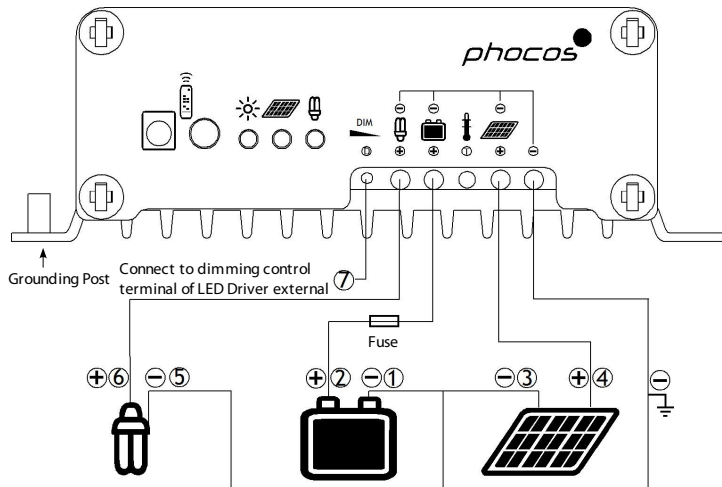 phocos
DIM
Grounding Post
Connect to dimming control
terminal of LED Driver external
⑦
Fuse
⊕⑥ ⊖⑤ ⊕② ⊖① ⊖③ ⊕④ ⊖